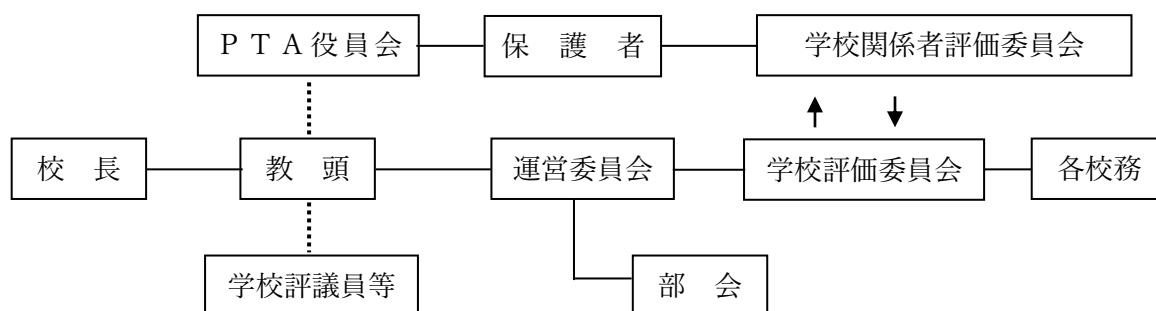 ＰＴＡ役員会
保　護　者
学校関係者評価委員会
校　長
教　頭
運営委員会
学校評価委員会
各校務
学校評議員等
部　会